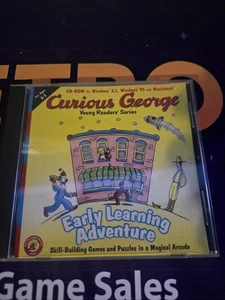 CD-ROM for Windows 3.1, Windows 95 and Macintosh
Curious George
Young Readers' Series
Early Learning
Adventure
Skill-Building Games and Puzzles in a Magical Arcade
Game Sales